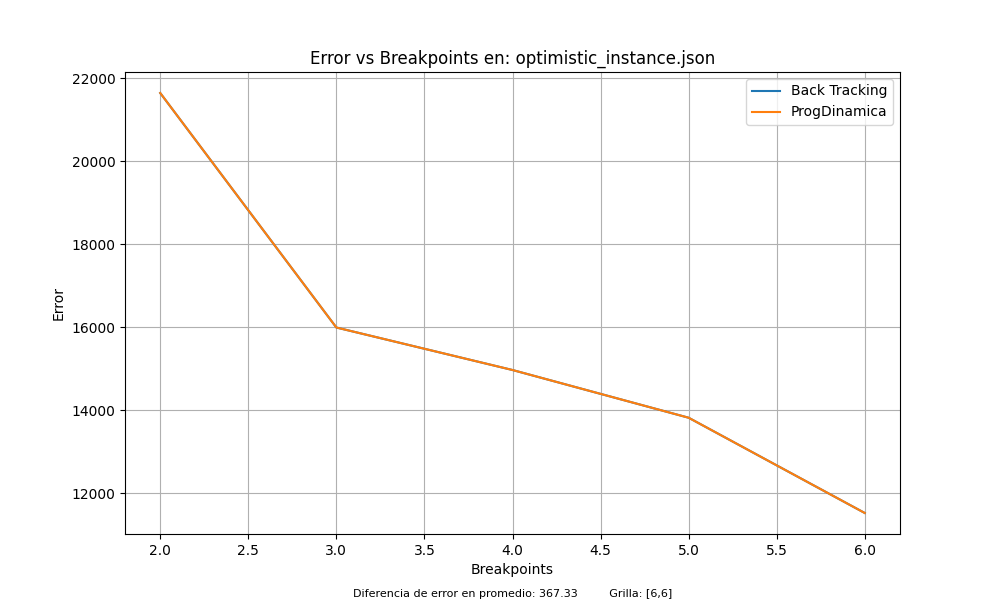 Error vs Breakpoints en: optimistic_instance.json
22000
20000
18000
16000
14000
12000
Error
Back Tracking
ProgDinamica
2.0 2.5 3.0 3.5 4.0 4.5 5.0 5.5 6.0
Breakpoints
Diferencia de error en promedio: 367.33 Grilla: [6,6]